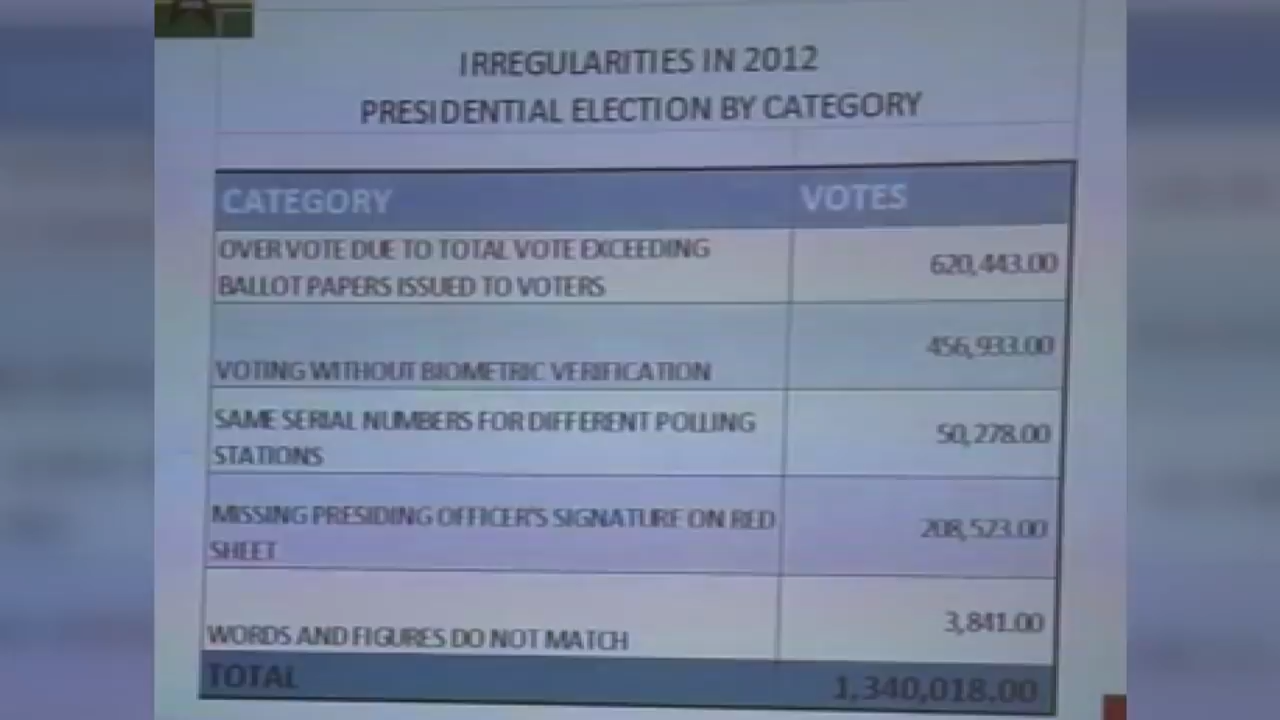 IRREGULARITIES IN 2012
PRESIDENTIAL ELECTION BY CATEGORY
CATEGORY VOTES
OVER VOTE DUE TO TOTAL VOTE EXCEEDING
BALLOT PAPERS ISSUED TO VOTERS 620,443.00
VOTING WITHOUT BIOMETRIC VERIFICATION 456,933.00
SAME SERIAL NUMBERS FOR DIFFERENT POLLING
STATIONS 50,278.00
MISSING PRESIDING OFFICER'S SIGNATURE ON RED
SHEET 208,523.00
WORDS AND FIGURES DO NOT MATCH 3,841.00
TOTAL 1,340,018.00